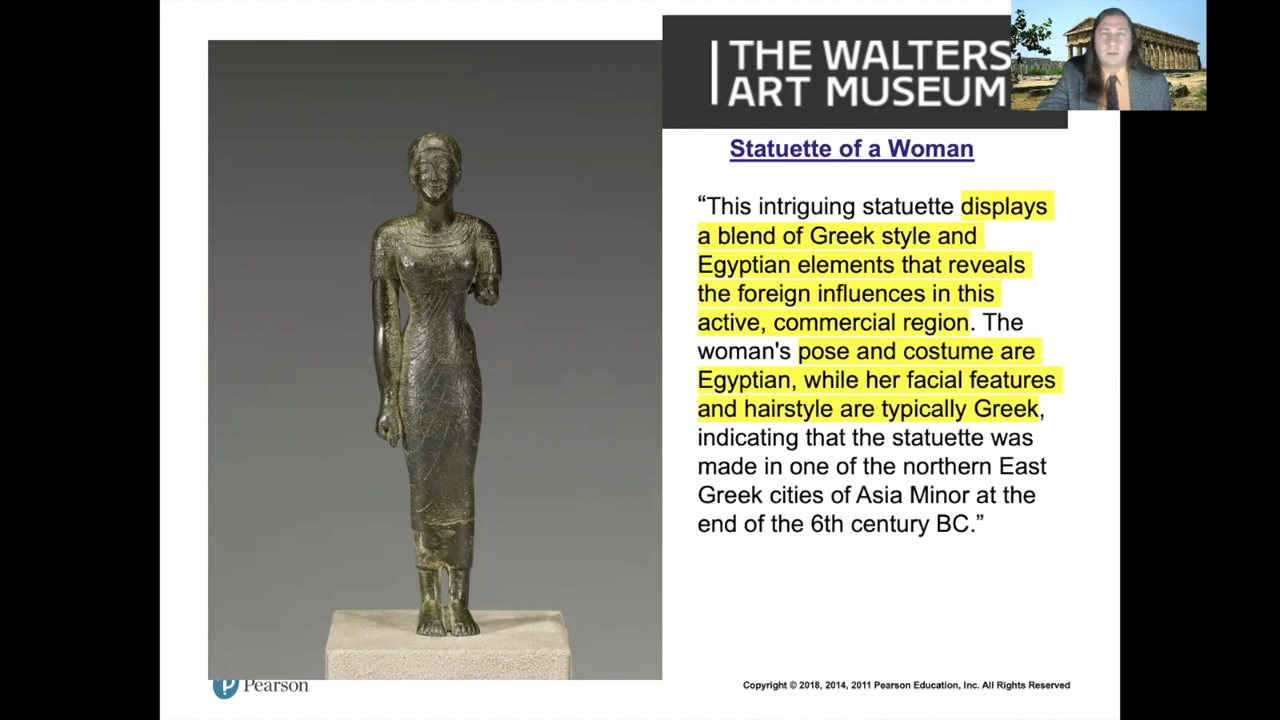 THE WALTERS
ART MUSEUM
Statuette of a Woman
“This intriguing statuette displays
a blend of Greek style and
Egyptian elements that reveals
the foreign influences in this
active, commercial region. The
woman's pose and costume are
Egyptian, while her facial features
and hairstyle are typically Greek,
indicating that the statuette was
made in one of the northern East
Greek cities of Asia Minor at the
end of the 6th century BC.”
Pearson
Copyright © 2018, 2014, 2011 Pearson Education, Inc. All Rights Reserved